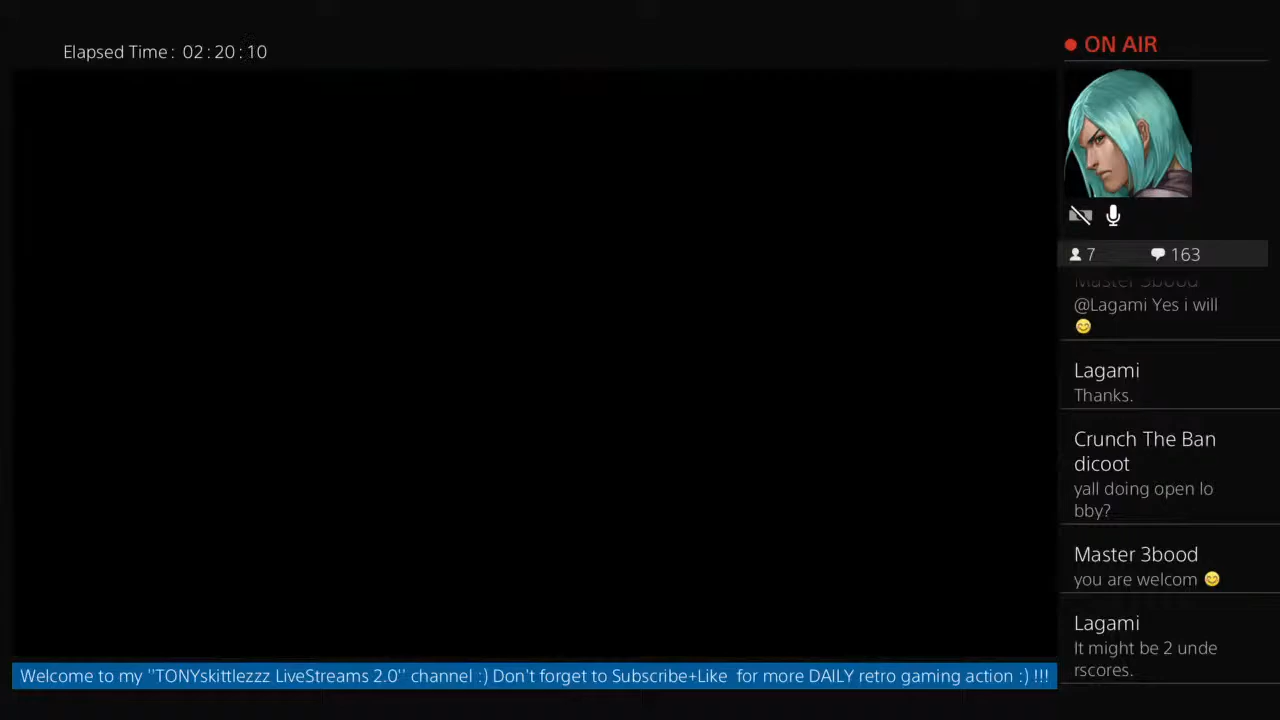 Elapsed Time: 02:20:10
ON AIR
7 163
Master 3bood
@Lagami Yes i will
😊
Lagami
Thanks.
Crunch The Ban
dicoot
yall doing open lo
bby?
Master 3bood
you are welcom 😊
Lagami
It might be 2 unde
rscores.
Welcome to my ''TONYskittlezzz LiveStreams 2.0'' channel :) Don't forget to Subscribe+Like for more DAILY retro gaming action :) !!!